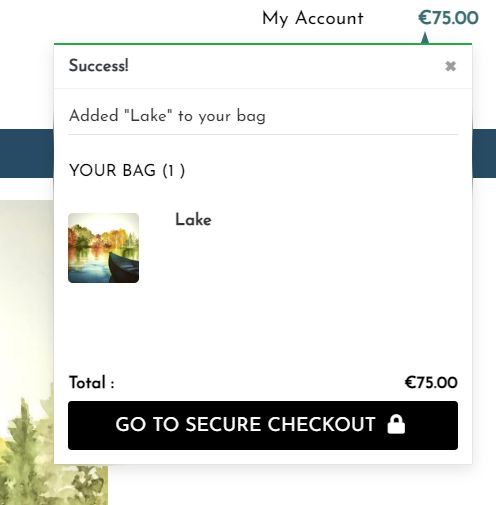 My Account €75.00
Success! ✖
Added "Lake" to your bag
YOUR BAG (1 )
Lake
Total : €75.00
GO TO SECURE CHECKOUT